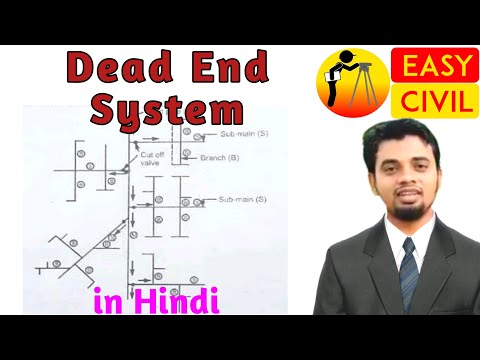 Dead End
System
EASY
CIVIL
Sub-main (S)
Cut off
valve
Branch (B)
Sub-main (S)
in Hindi